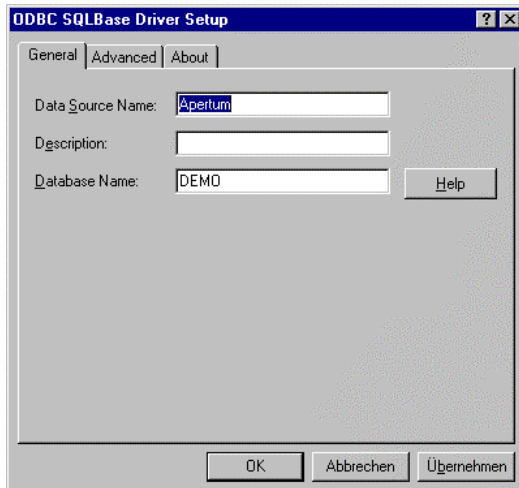 ODBC SQLBase Driver Setup
General Advanced About
Data Source Name: Apertum
Description:
Database Name: DEMO Help
OK Abbrechen Übernehmen